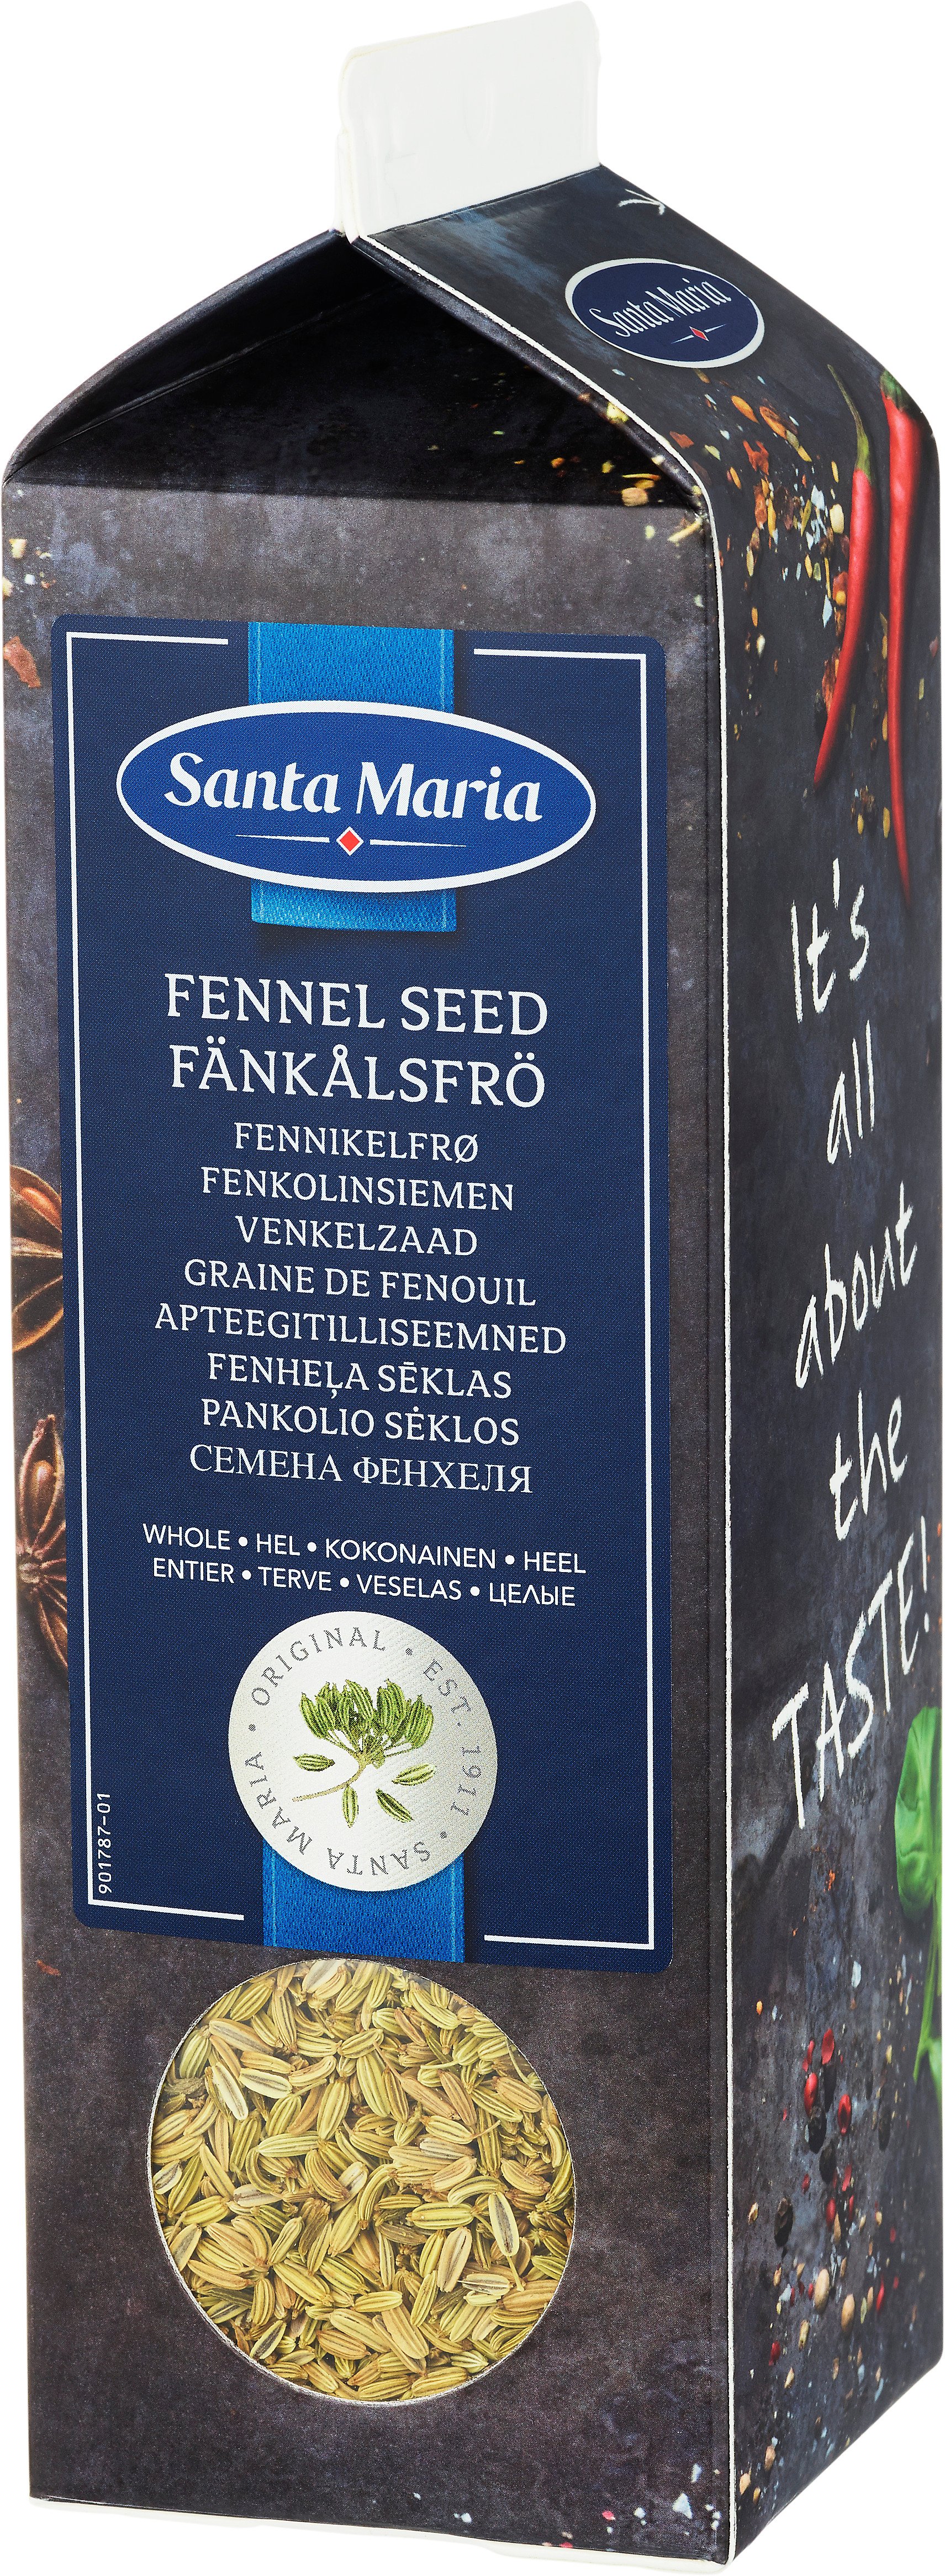 Santa Maria
Santa Maria
FENNEL SEED
FÄNKÅLSFRÖ
FENNIKELFRØ
FENKOLINSIEMEN
VENKELZAAD
GRAINE DE FENOUIL
APTEEGITILLISEEMNED
FENHEĻA SĒKLAS
PANKOLIO SĖKLOS
СЕМЕНА ФЕНХЕЛЯ
WHOLE • HEL • KOKONAINEN • HEEL
ENTIER • TERVE • VESELAS • ЦЕЛЫЕ
ORIGINAL • EST. 1911 • SANTA MARIA •
901787-01
It's
all
about
the
TASTE!